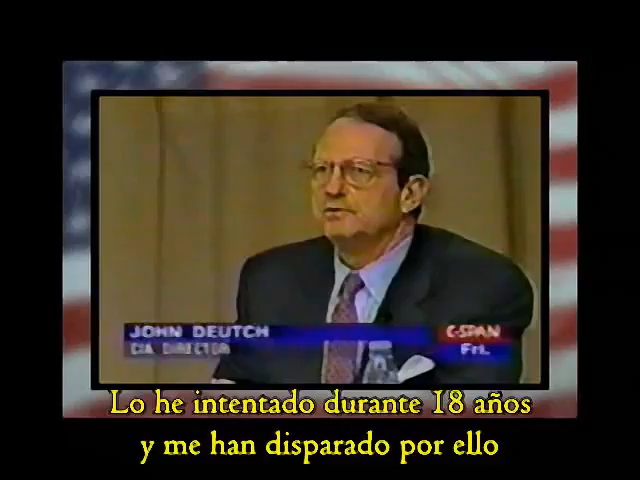 JOHN DEUTCH
CIA DIRECTOR
C-SPAN
FRI.
Lo he intentado durante 18 años
y me han disparado por ello